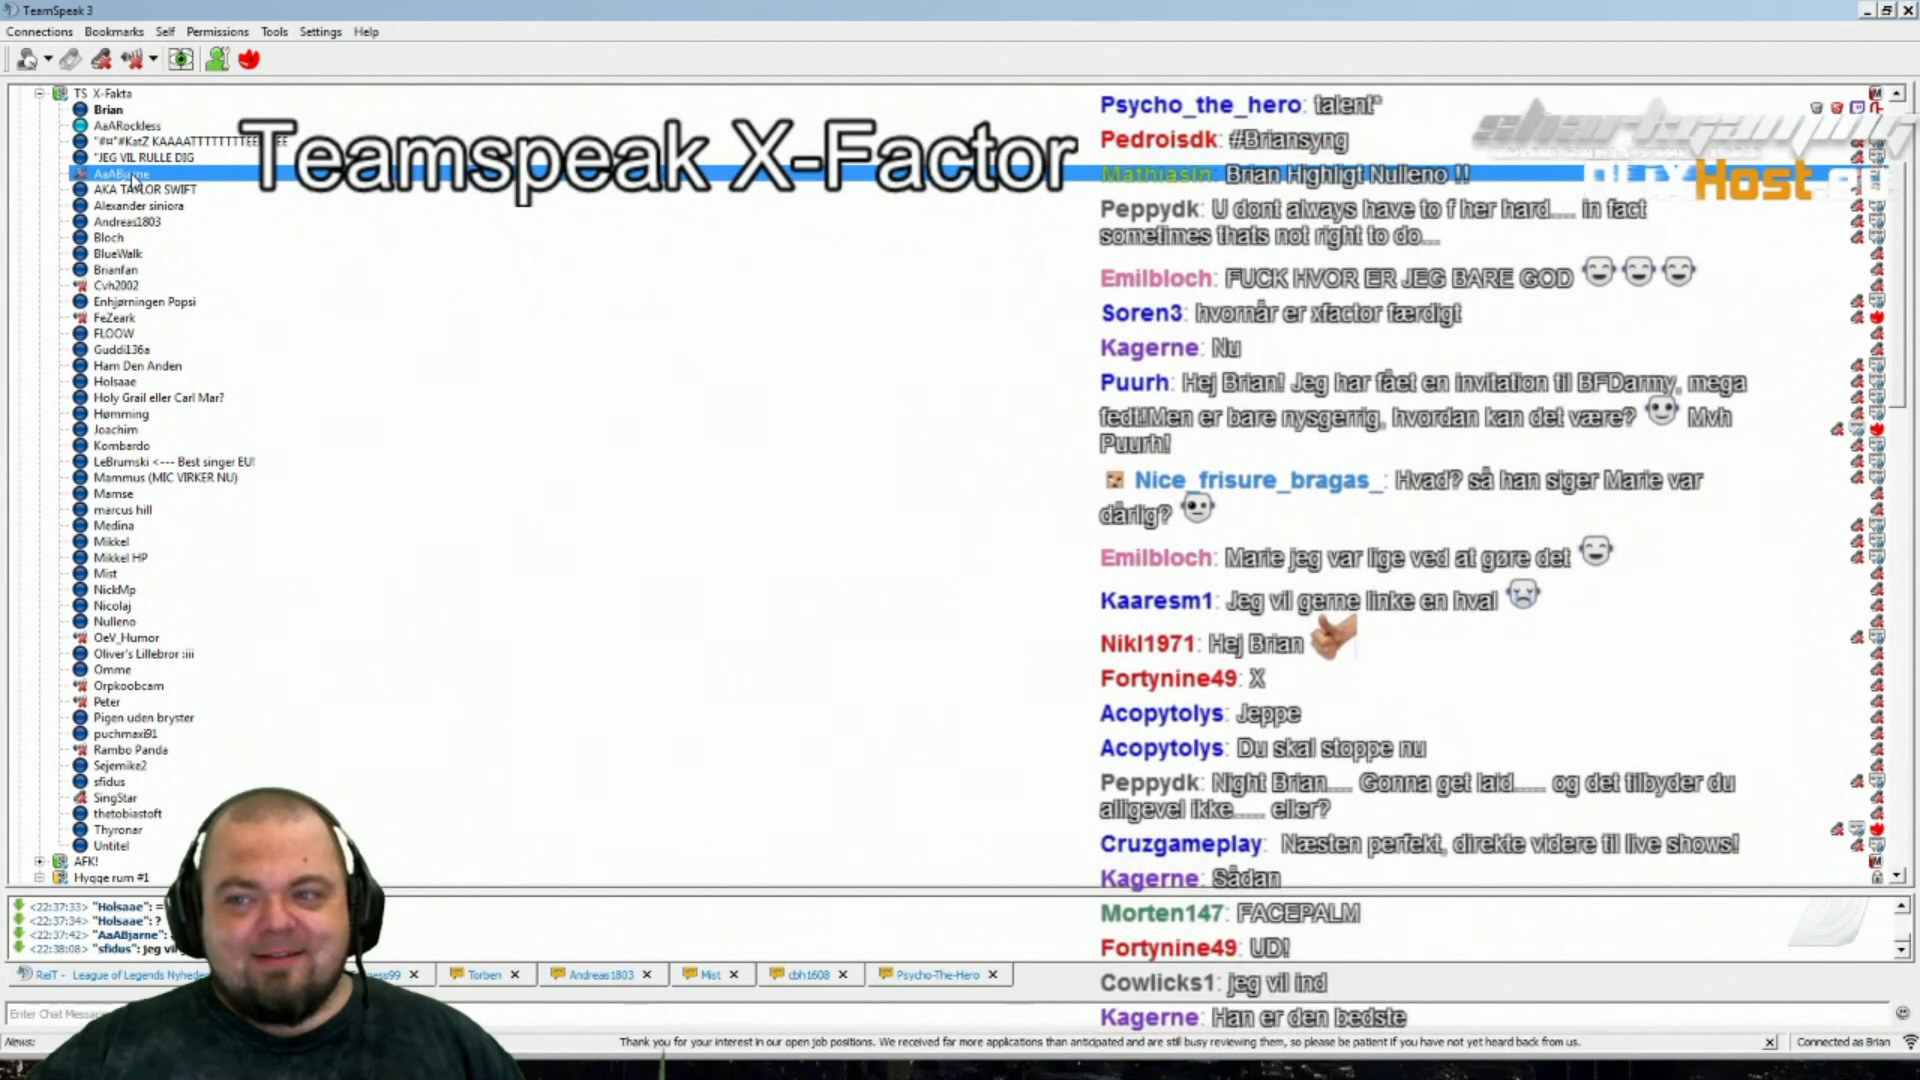 TeamSpeak 3
Connections Bookmarks Self Permissions Tools Settings Help
TS X-Fakta
Brian
AaARockless
"#¤"#KatZ KAAAATTTTTTTTEE
"JEG VIL RULLE DIG
AaABjarne
AKA TAYLOR SWIFT
Alexander siniora
Andreas1803
Bloch
BlueWalk
Brianfan
Cvh2002
Enhjørningen Popsi
FeZeark
FLOOW
Guddi136a
Ham Den Anden
Holsaae
Holy Grail eller Carl Mar?
Hømming
Joachim
Kombardo
LeBrumski <--- Best singer EU!
Mammus (MIC VIRKER NU)
Mamse
marcus hill
Medina
Mikkel
Mikkel HP
Mist
NickMp
Nicolaj
Nulleno
OeV_Humor
Oliver's Lillebror :iii
Omme
Orpkoobcam
Peter
Pigen uden bryster
puchmaxi91
Rambo Panda
Sejemike2
sfidus
SingStar
thetobiastoft
Thyronar
Untitel
AFK!
Hygge rum #1
Teamspeak X-Factor
Psycho_the_hero: talent*
Pedroisdk: #Briansyng
Mathiasln: Brian Highligt Nulleno !!
Peppydk: U dont always have to f her hard.... in fact
sometimes thats not right to do...
Emilbloch: FUCK HVOR ER JEG BARE GOD
Soren3: hvornår er xfactor færdigt
Kagerne: Nu
Puurh: Hej Brian! Jeg har fået en invitation til BFDarmy, mega
fedt!Men er bare nysgerrig, hvordan kan det være? Mvh
Puurh!
Nice_frisure_bragas_: Hvad? så han siger Marie var
dårlig?
Emilbloch: Marie jeg var lige ved at gøre det
Kaaresm1: Jeg vil gerne linke en hval
Nikl1971: Hej Brian
Fortynine49: X
Acopytolys: Jeppe
Acopytolys: Du skal stoppe nu
Peppydk: Night Brian.... Gonna get laid..... og det tilbyder du
alligevel ikke..... eller?
Cruzgameplay: Næsten perfekt, direkte videre til live shows!
Kagerne: Sådan
Morten147: FACEPALM
Fortynine49: UD!
Cowlicks1: jeg vil ind
Kagerne: Han er den bedste
sharkgaming
Host
<22:37:33> "Holsaae": =
<22:37:34> "Holsaae": ?
<22:37:42> "AaABjarne":
<22:38:08> "sfidus": jeg vil
ReiT - League of Legends Nyheder
ness99 Torben Andreas1803 Mist cbh1608 Psycho-The-Hero
Enter Chat Message
News: Thank you for your interest in our open job positions. We received far more applications than anticipated and are still busy reviewing them, so please be patient if you have not yet heard back from us. Connected as Brian